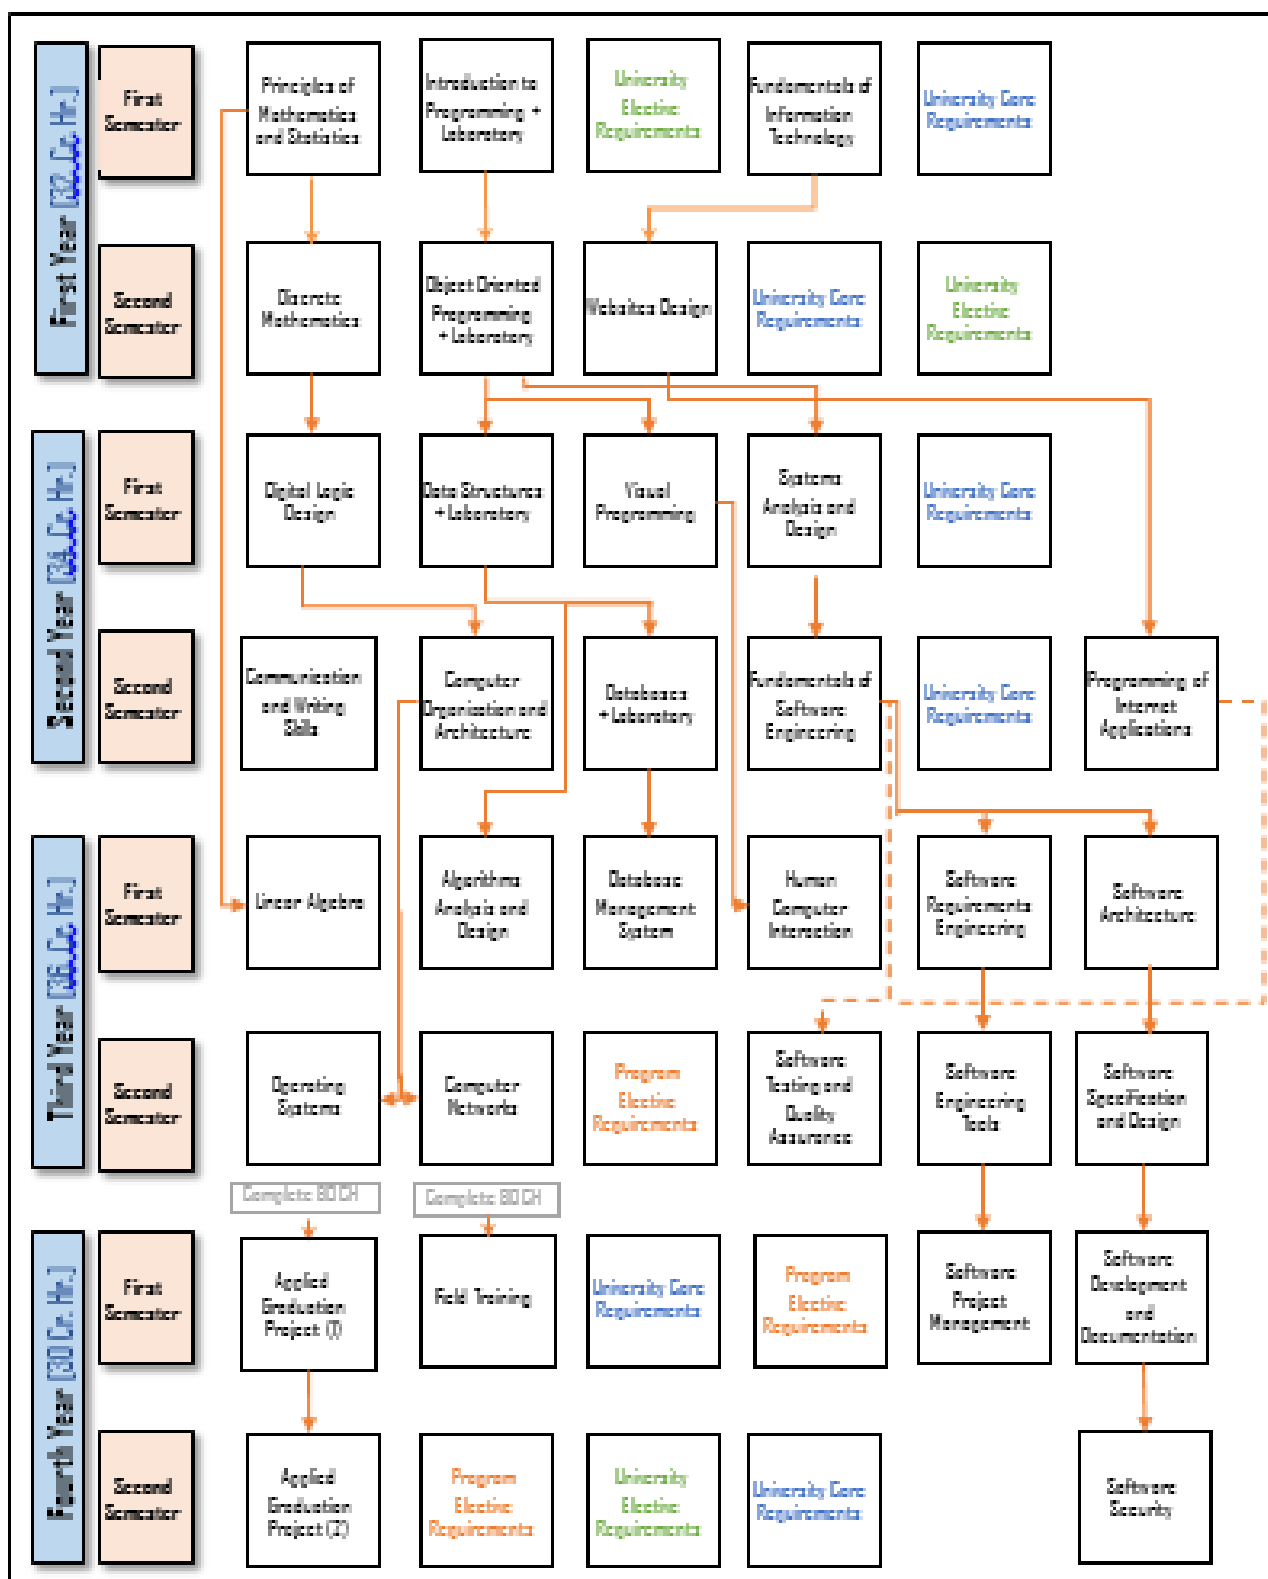 First Year [32 Cr. Hr.]
First
Semester
Principles of
Mathematics
and Statistics
Introduction to
Programming +
Laboratory
University
Elective
Requirements
Fundamentals of
Information
Technology
University Core
Requirements
Second
Semester
Discrete
Mathematics
Object Oriented
Programming
+ Laboratory
Websites Design
University Core
Requirements
University
Elective
Requirements
Second Year [34 Cr. Hr.]
First
Semester
Digital Logic
Design
Data Structures
+ Laboratory
Visual
Programming
Systems
Analysis and
Design
University Core
Requirements
Second
Semester
Communication
and Writing
Skills
Computer
Organization and
Architecture
Databases
+ Laboratory
Fundamentals of
Software
Engineering
University Core
Requirements
Programming of
Internet
Applications
Third Year [36 Cr. Hr.]
First
Semester
Linear Algebra
Algorithms
Analysis and
Design
Database
Management
System
Human
Computer
Interaction
Software
Requirements
Engineering
Software
Architecture
Second
Semester
Operating
Systems
Computer
Networks
Program
Elective
Requirements
Software
Testing and
Quality
Assurance
Software
Engineering
Tools
Software
Specification
and Design
Complete
Complete
Fourth Year [30 Cr. Hr.]
First
Semester
Applied
Graduation
Project (1)
Field Training
University Core
Requirements
Program
Elective
Requirements
Software
Project
Management
Software
Development
and
Documentation
Second
Semester
Applied
Graduation
Project (2)
Program
Elective
Requirements
University
Elective
Requirements
University Core
Requirements
Software
Security